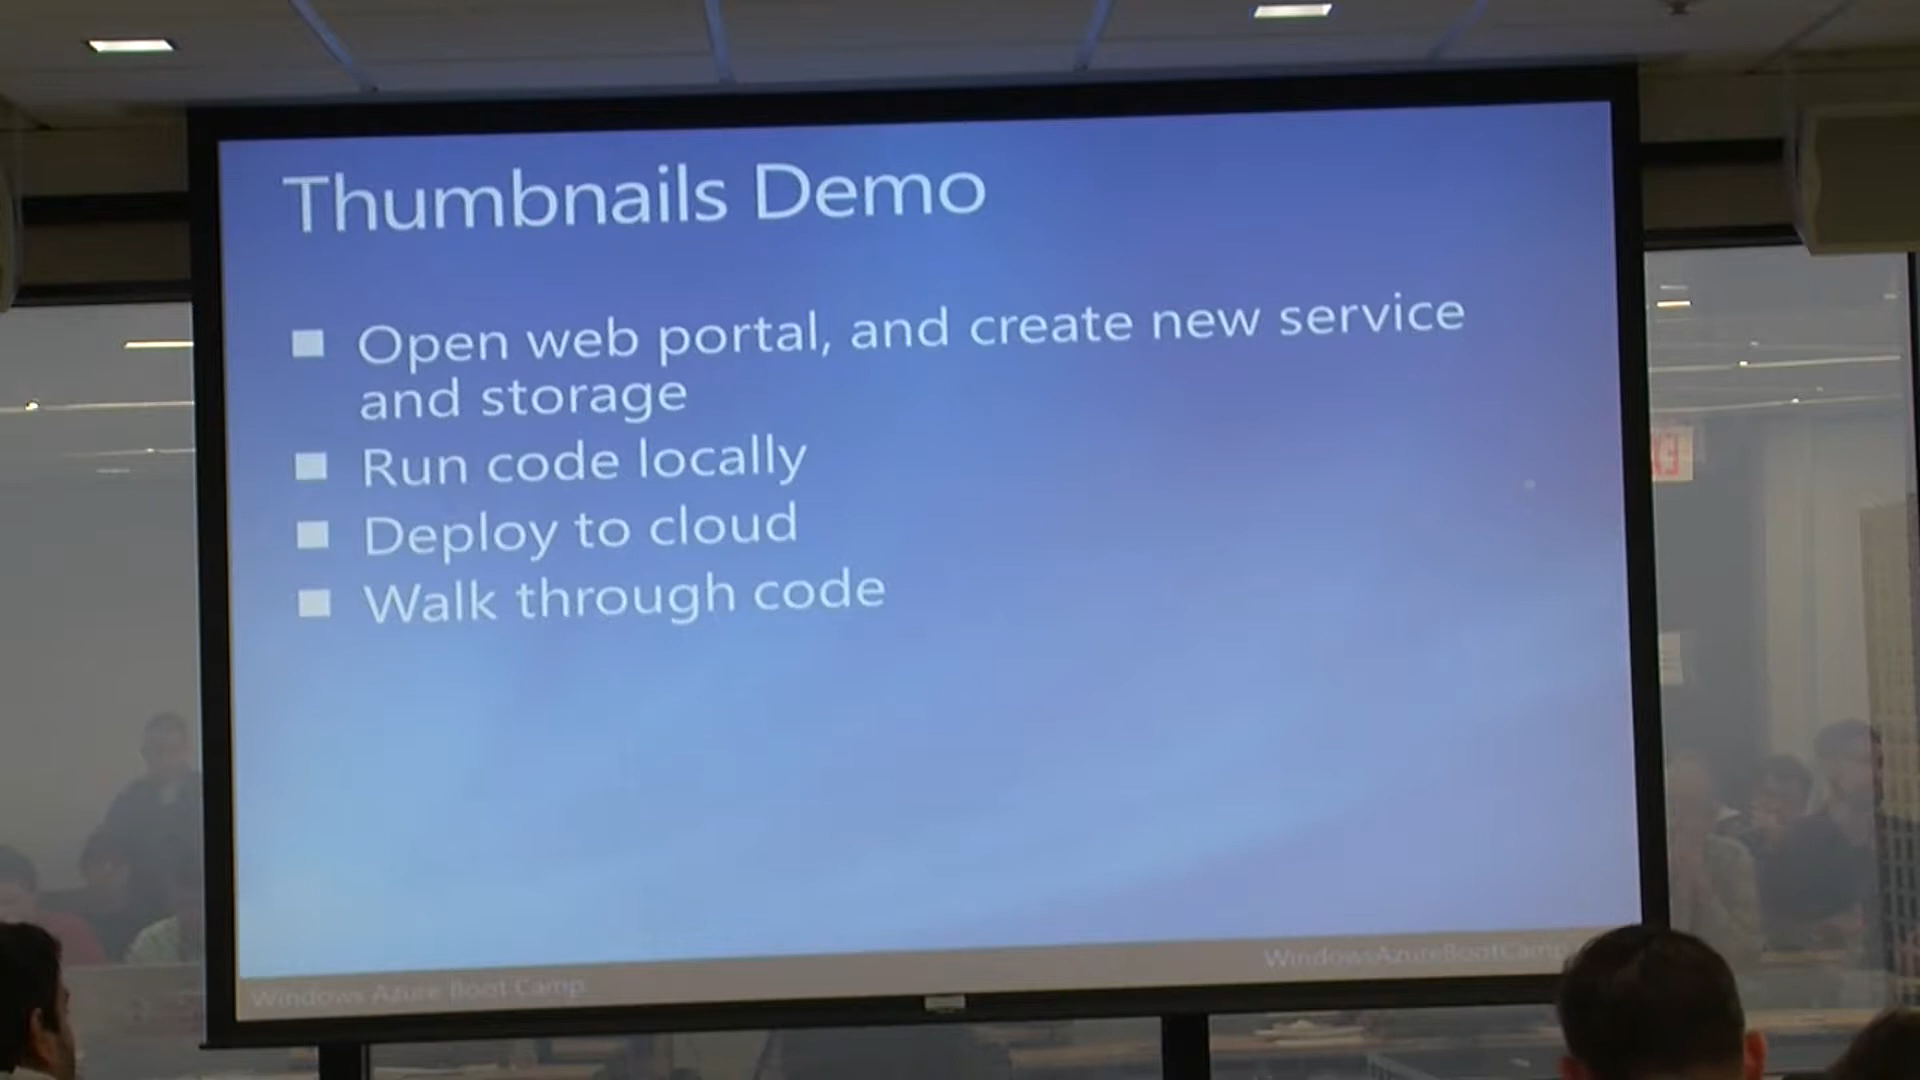 Thumbnails Demo
Open web portal, and create new service
and storage
Run code locally
Deploy to cloud
Walk through code
Windows Azure Boot Camp
WindowsAzureBootCamp